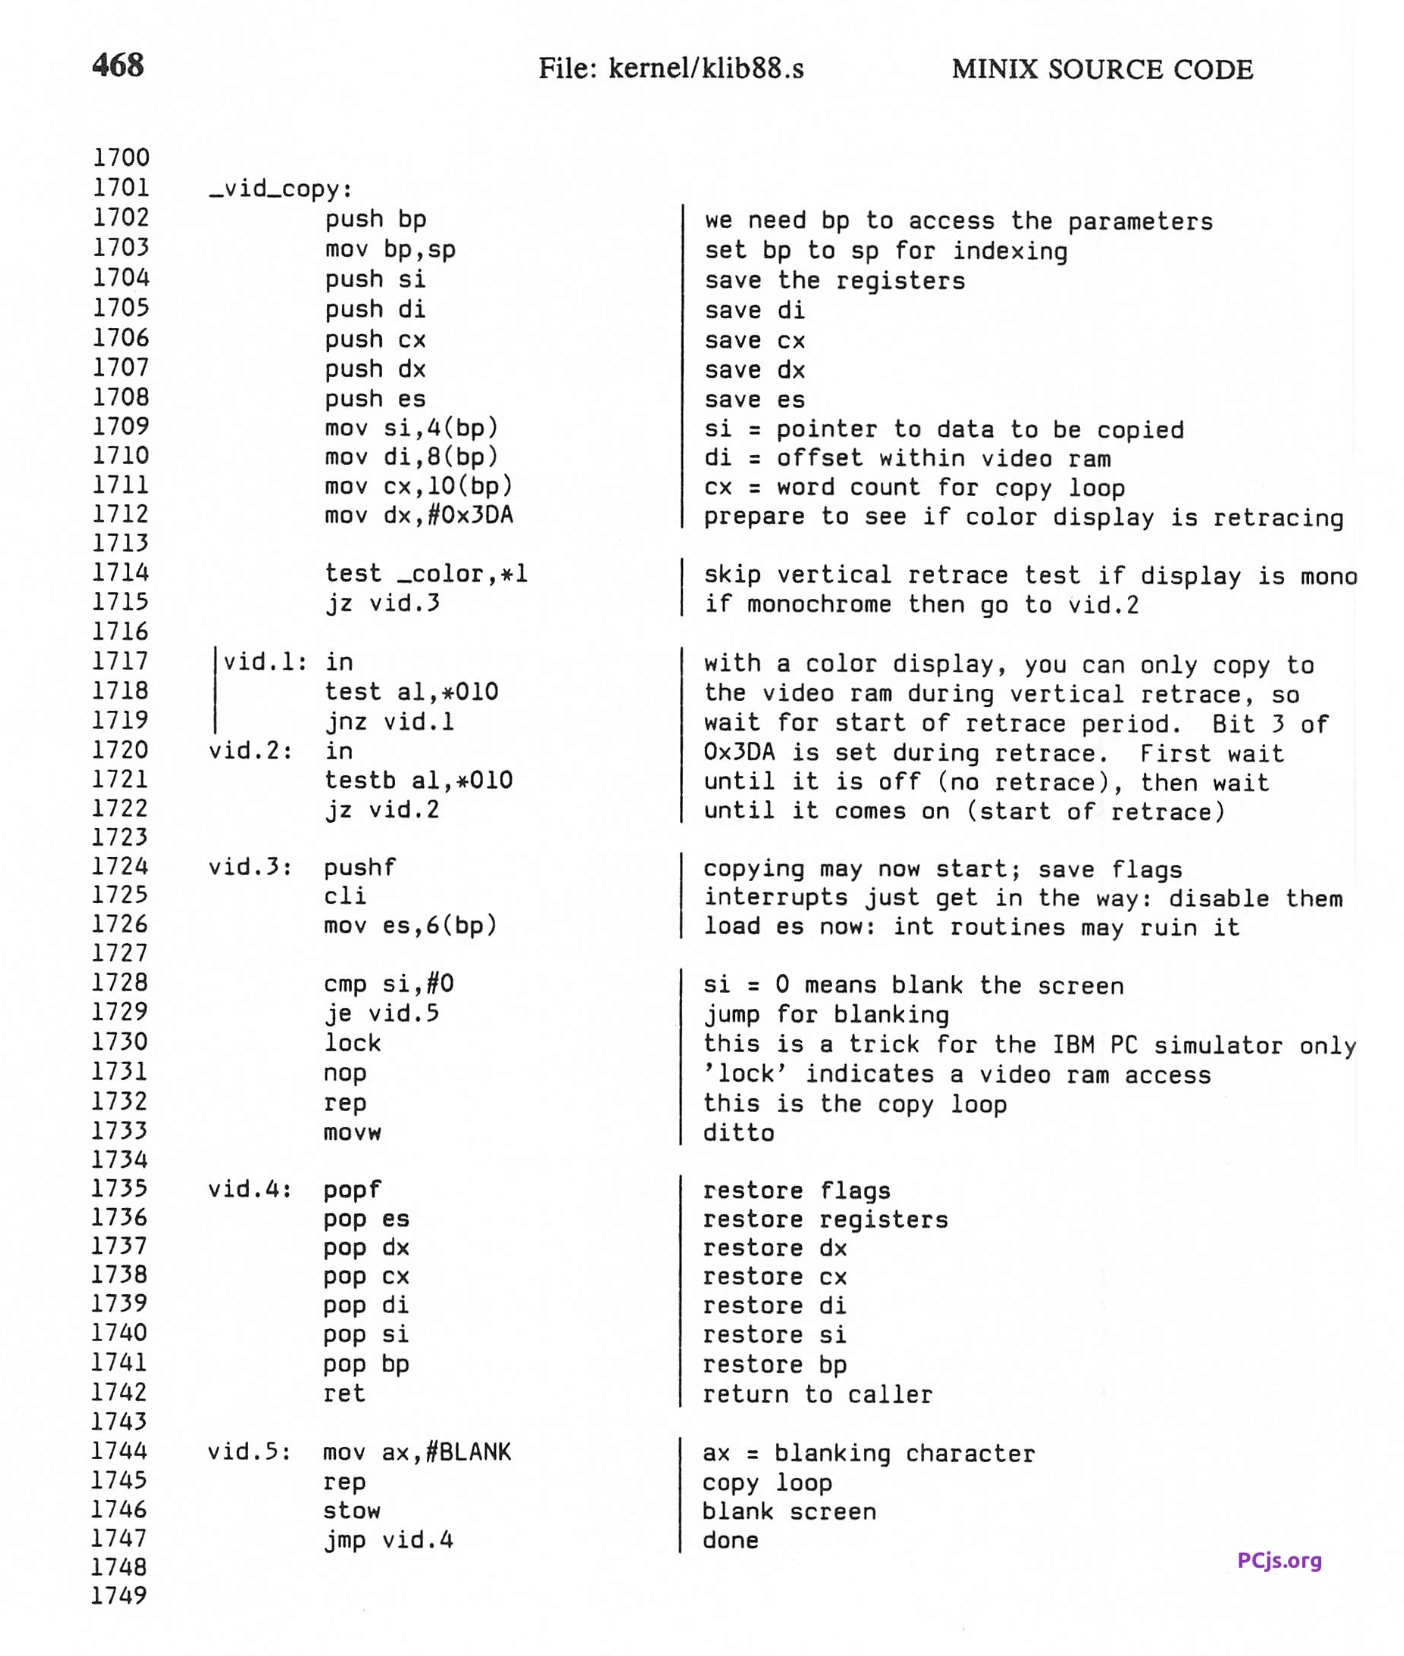 468 File: kernel/klib88.s MINIX SOURCE CODE
1700
1701 _vid_copy:
1702 push bp | we need bp to access the parameters
1703 mov bp,sp | set bp to sp for indexing
1704 push si | save the registers
1705 push di | save di
1706 push cx | save cx
1707 push dx | save dx
1708 push es | save es
1709 mov si,4(bp) | si = pointer to data to be copied
1710 mov di,8(bp) | di = offset within video ram
1711 mov cx,10(bp) | cx = word count for copy loop
1712 mov dx,#0x3DA | prepare to see if color display is retracing
1713
1714 test _color,*1 | skip vertical retrace test if display is mono
1715 jz vid.3 | if monochrome then go to vid.2
1716
1717 |vid.1: in | with a color display, you can only copy to
1718 | test al,*010 | the video ram during vertical retrace, so
1719 | jnz vid.1 | wait for start of retrace period. Bit 3 of
1720 vid.2: in | 0x3DA is set during retrace. First wait
1721 testb al,*010 | until it is off (no retrace), then wait
1722 jz vid.2 | until it comes on (start of retrace)
1723
1724 vid.3: pushf | copying may now start; save flags
1725 cli | interrupts just get in the way: disable them
1726 mov es,6(bp) | load es now: int routines may ruin it
1727
1728 cmp si,#0 | si = 0 means blank the screen
1729 je vid.5 | jump for blanking
1730 lock | this is a trick for the IBM PC simulator only
1731 nop | 'lock' indicates a video ram access
1732 rep | this is the copy loop
1733 movw | ditto
1734
1735 vid.4: popf | restore flags
1736 pop es | restore registers
1737 pop dx | restore dx
1738 pop cx | restore cx
1739 pop di | restore di
1740 pop si | restore si
1741 pop bp | restore bp
1742 ret | return to caller
1743
1744 vid.5: mov ax,#BLANK | ax = blanking character
1745 rep | copy loop
1746 stow | blank screen
1747 jmp vid.4 | done
1748
1749
PCjs.org